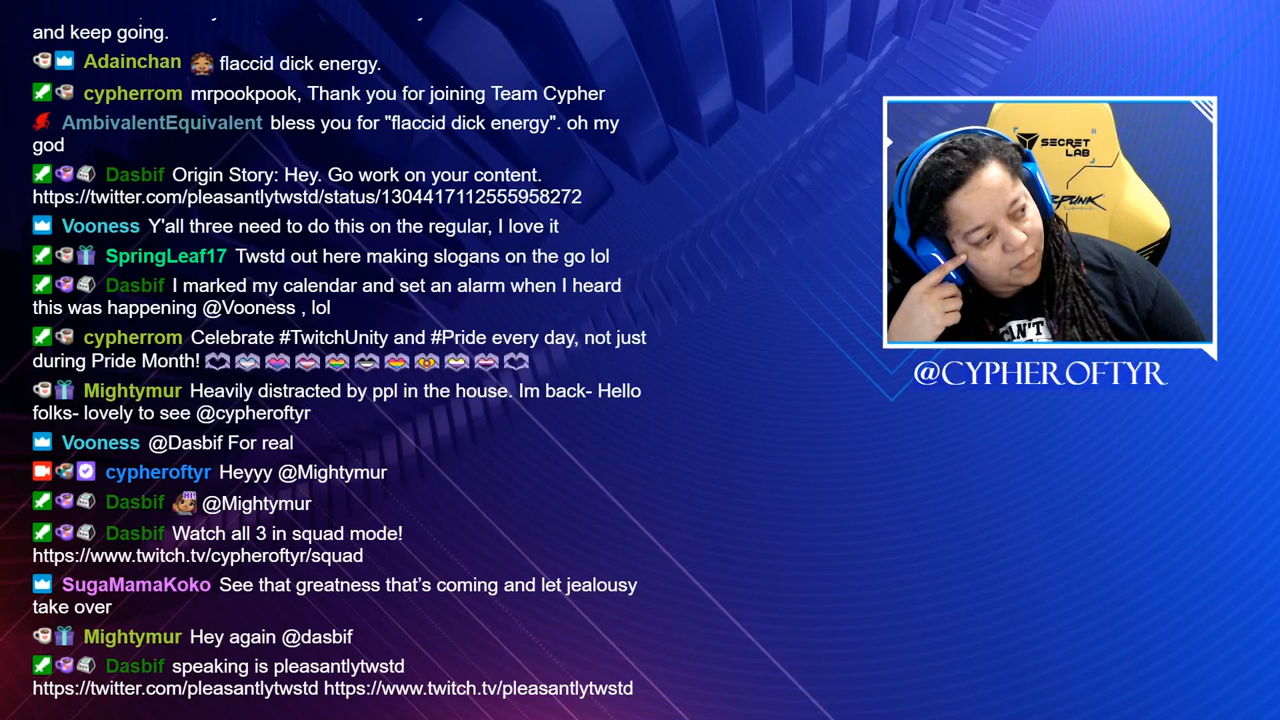 and keep going.
Adainchan flaccid dick energy.
cypherrom mrpookpook, Thank you for joining Team Cypher
AmbivalentEquivalent bless you for "flaccid dick energy". oh my
god
Dasbif Origin Story: Hey. Go work on your content.
https://twitter.com/pleasantlytwstd/status/1304417112555958272
Vooness Y'all three need to do this on the regular, I love it
SpringLeaf17 Twstd out here making slogans on the go lol
Dasbif I marked my calendar and set an alarm when I heard
this was happening @Vooness , lol
cypherrom Celebrate #TwitchUnity and #Pride every day, not just
during Pride Month!
Mightymur Heavily distracted by ppl in the house. Im back- Hello
folks- lovely to see @cypheroftyr
Vooness @Dasbif For real
cypheroftyr Heyyy @Mightymur
Dasbif HI! @Mightymur
Dasbif Watch all 3 in squad mode!
https://www.twitch.tv/cypheroftyr/squad
SugaMamaKoko See that greatness that's coming and let jealousy
take over
Mightymur Hey again @dasbif
Dasbif speaking is pleasantlytwstd
https://twitter.com/pleasantlytwstd https://www.twitch.tv/pleasantlytwstd
SECRET
LAB
RPUNK
CAN'T
@CYPHEROFTYR